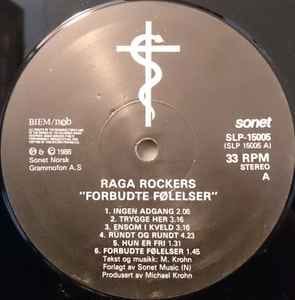 BIEM/ncb
sonet
SLP-15005
(SLP 15005 A)
℗ © 1986
Sonet Norsk
Grammofon A.S
33 RPM
STEREO
A
RAGA ROCKERS
"FORBUDTE FØLELSER"
1. INGEN ADGANG 2.06
2. TRYGGE HER 3.16
3. ENSOM I KVELD 3.16
4. RUNDT OG RUNDT 4.23
5. HUN ER FRI 1.31
6. FORBUDTE FØLELSER 1.45
Tekst og musikk: M. Krohn
Forlagt av Sonet Music (N)
Produsert av Michael Krohn